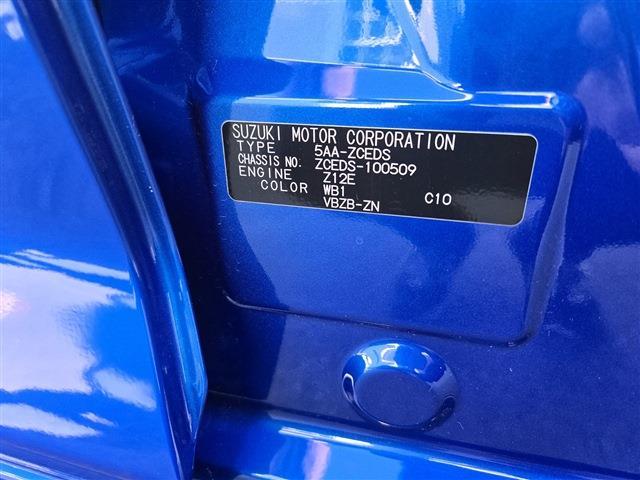 SUZUKI MOTOR CORPORATION
TYPE 5AA-ZCEDS
CHASSIS NO. ZCEDS-100509
ENGINE Z12E
COLOR WB1 C10
VBZB-ZN